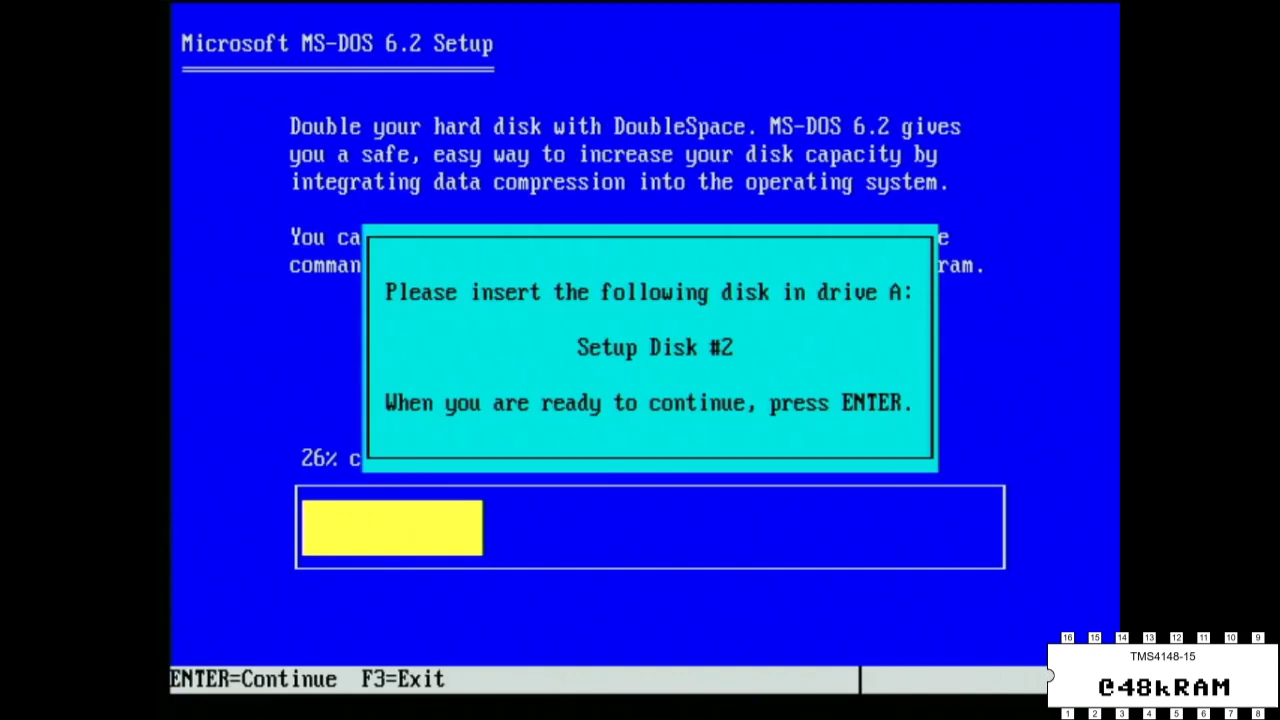 Microsoft MS-DOS 6.2 Setup
Double your hard disk with DoubleSpace. MS-DOS 6.2 gives
you a safe, easy way to increase your disk capacity by
integrating data compression into the operating system.
You ca
e
comman
ram.
Please insert the following disk in drive A:
Setup Disk #2
When you are ready to continue, press ENTER.
26% c
ENTER=Continue F3=Exit
16 15 14 13 12 11 10 9
TMS4148-15
@48kRAM
1 2 3 4 5 6 7 8